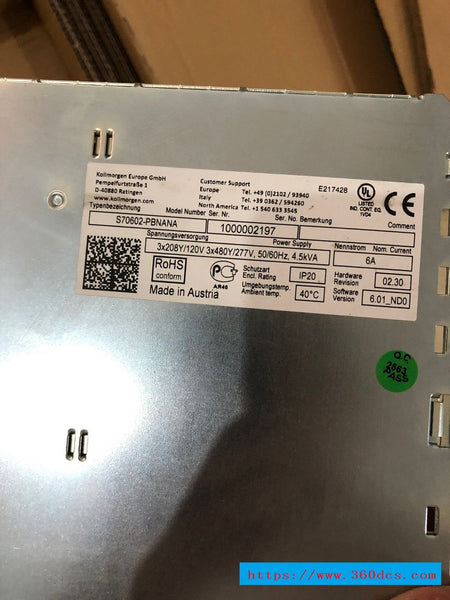 Kollmorgen Europe GmbH
Pempelfurtstraße 1
D-40880 Ratingen
www.kollmorgen.com
Customer Support
Europe Tel. +49 (0)2102 / 93940
Italy Tel. +39 0362 / 594260
North America Tel. +1 540 633 3545
E217428
UL
LISTED
IND. CONT. EQ.
1VD4
CE
Typenbezeichnung Model Number Ser. Nr. Ser. No. Bemerkung Comment
S70602-PBNANA 1000002197
Spannungsversorgung Power Supply Nennstrom Nom. Current
3x208Y/120V 3x480Y/277V, 50/60Hz, 4.5kVA 6A
RoHS
conform
Made in Austria
AR46
Schutzart
Encl. Rating
IP20
Umgebungstemp.
Ambient temp.
40°C
Hardware
Revision
02.30
Software
Version
6.01_ND0
Q.C
2863
PASS
https://www.360dcs.com